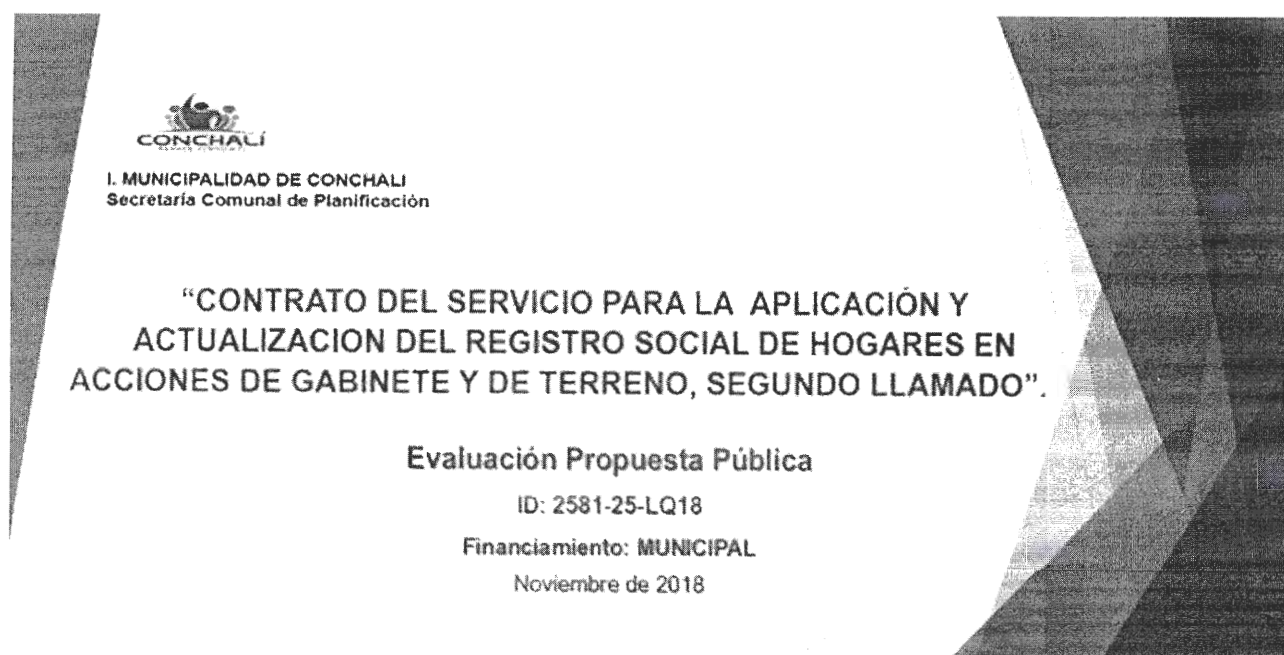 CONCHALÍ
I. MUNICIPALIDAD DE CONCHALI
Secretaría Comunal de Planificación
“CONTRATO DEL SERVICIO PARA LA APLICACIÓN Y
ACTUALIZACION DEL REGISTRO SOCIAL DE HOGARES EN
ACCIONES DE GABINETE Y DE TERRENO, SEGUNDO LLAMADO”.
Evaluación Propuesta Pública
ID: 2581-25-LQ18
Financiamiento: MUNICIPAL
Noviembre de 2018